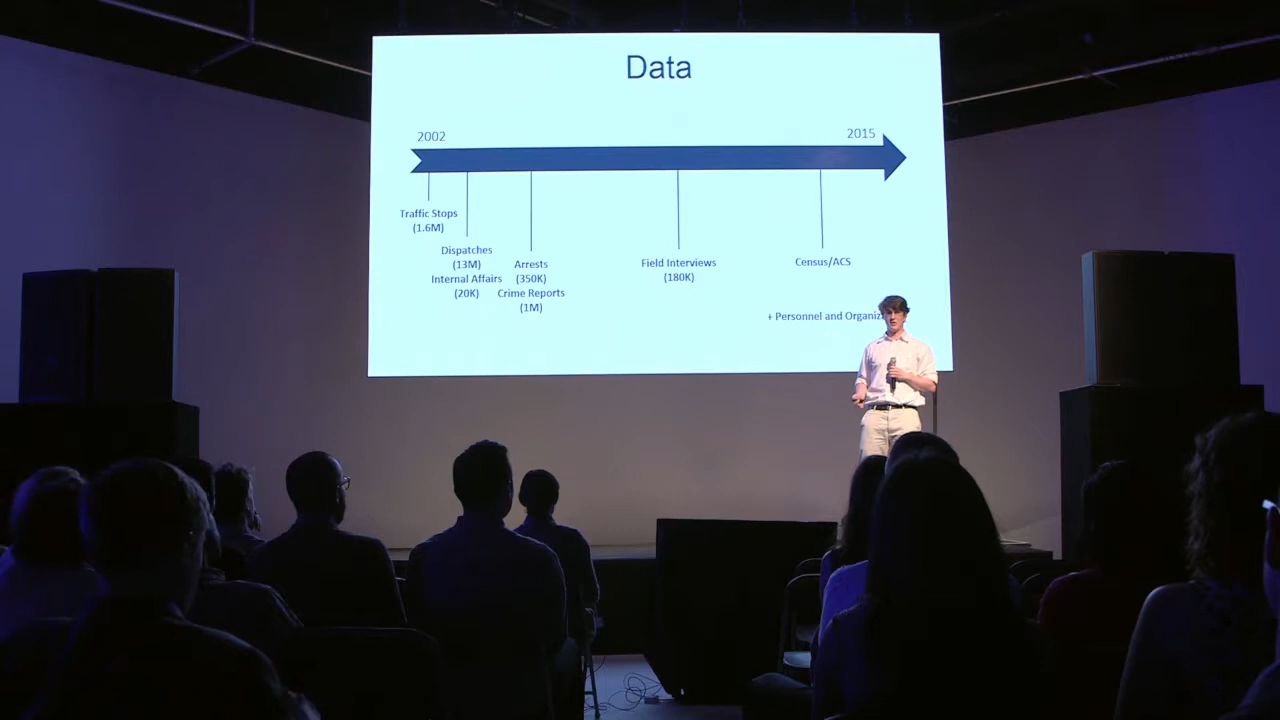 Data
2002
2015
Traffic Stops
(1.6M)
Dispatches
(13M)
Internal Affairs
(20K)
Arrests
(350K)
Crime Reports
(1M)
Field Interviews
(180K)
Census/ACS
+ Personnel and